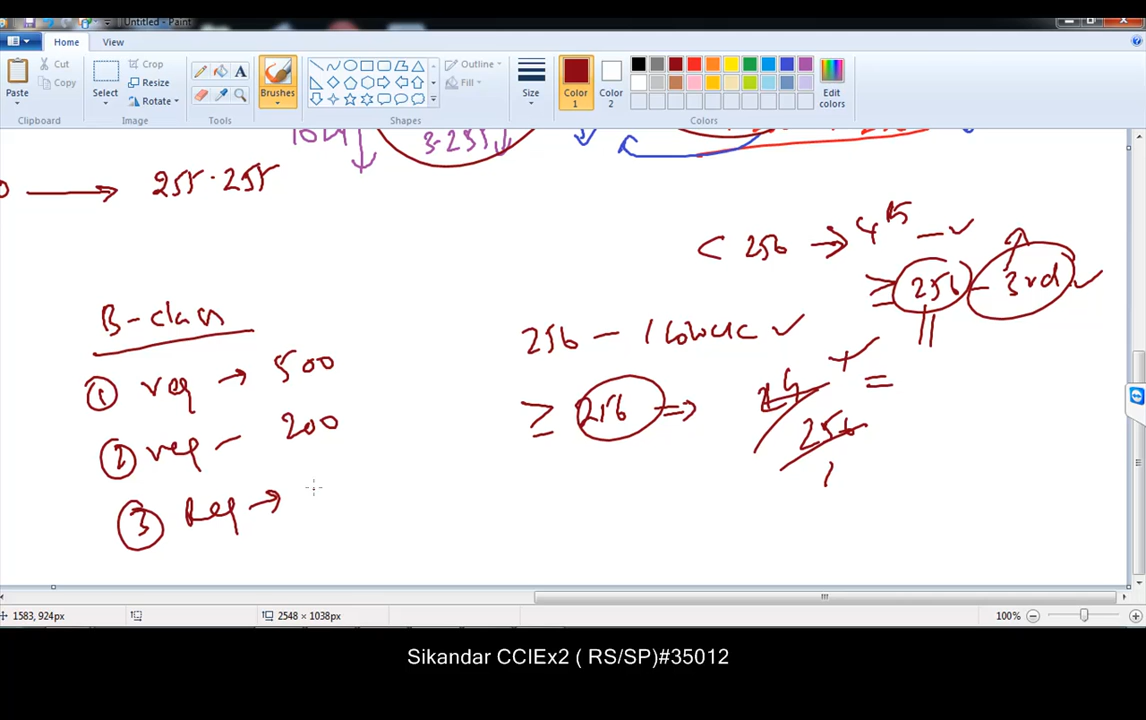 Untitled - Paint
Home View
Cut
Copy
Paste
Clipboard
Crop
Resize
Rotate
Select
Image
A
Tools
Brushes
Outline
Fill
Shapes
Size
Color 1
Color 2
Edit colors
Colors
3.255
255.255
< 256 → 4th - ✓
≥ 256 - 3rd ✓
B-class
256 - 1 block ✓
① req → 500
≥ 256 ⇒
256
② req - 200
③ Req →
1583, 924px
2548 × 1038px
100%
Sikandar CCIEx2 ( RS/SP)#35012